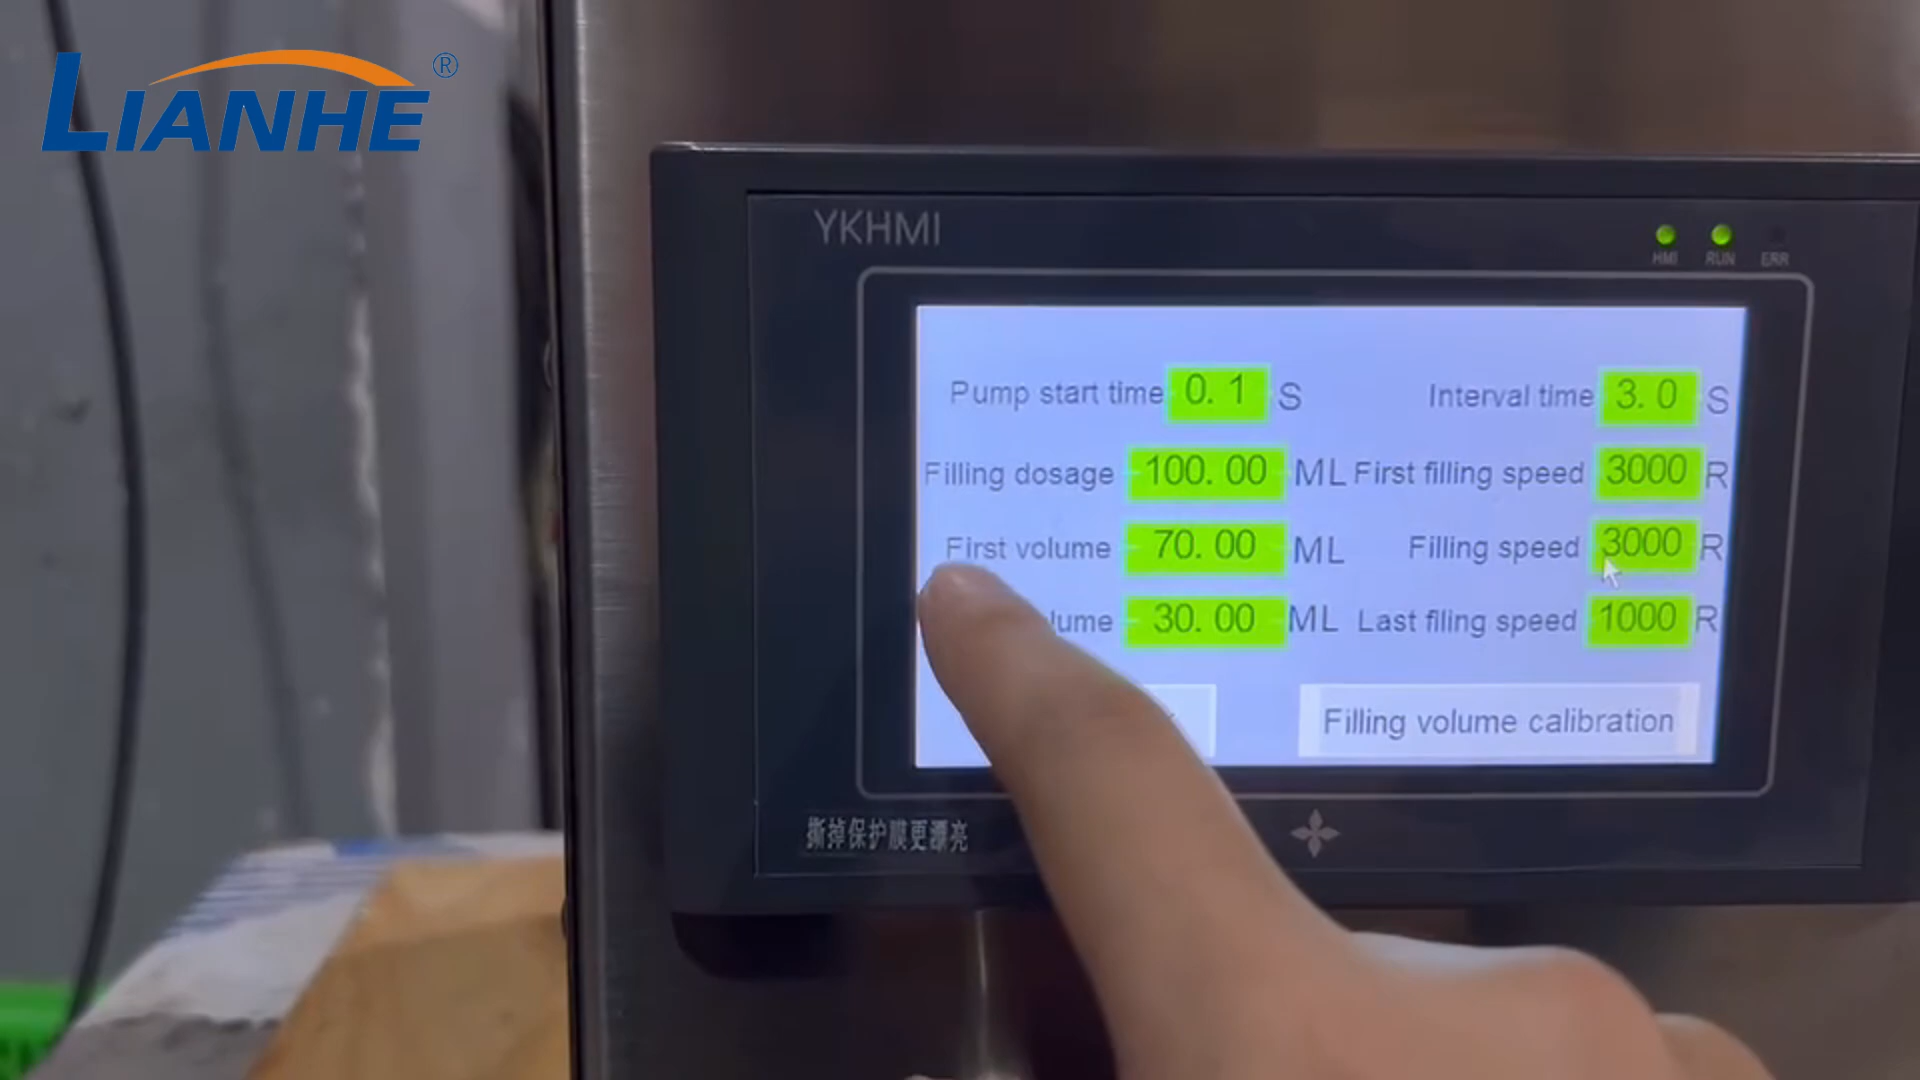 LIANHE ®
YKHMI
HMI RUN ERR
Pump start time 0.1 S Interval time 3.0 S
Filling dosage 100.00 ML First filling speed 3000 R
First volume 70.00 ML Filling speed 3000 R
30.00 ML Last filing speed 1000 R
Filling volume calibration
撕掉保护膜更漂亮